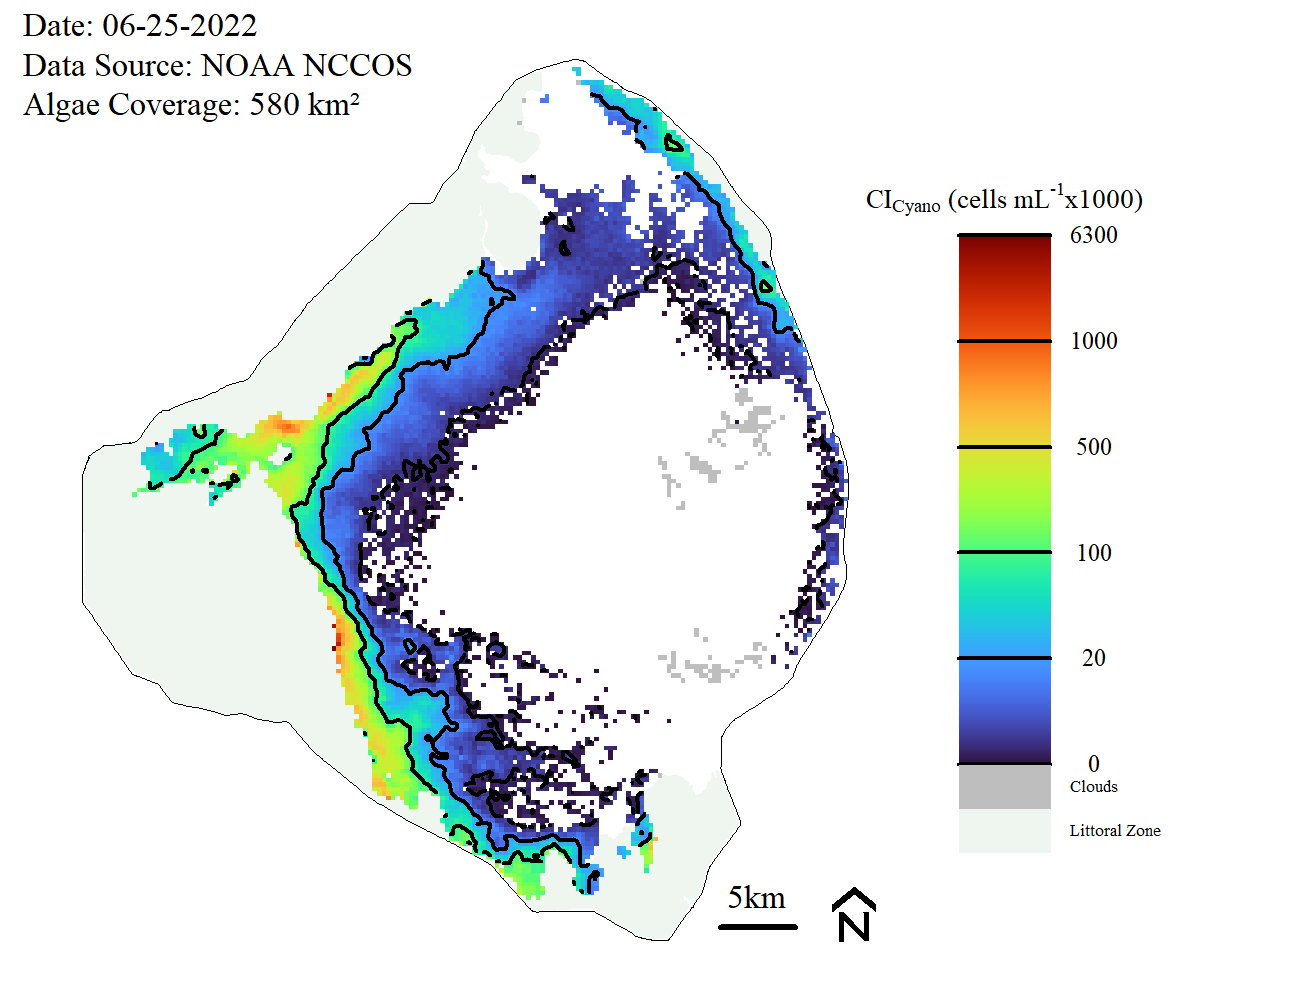 Date: 06-25-2022
Data Source: NOAA NCCOS
Algae Coverage: 580 km²
CICyano (cells mL-1x1000)
6300
1000
500
100
20
0
Clouds
Littoral Zone
5km
N